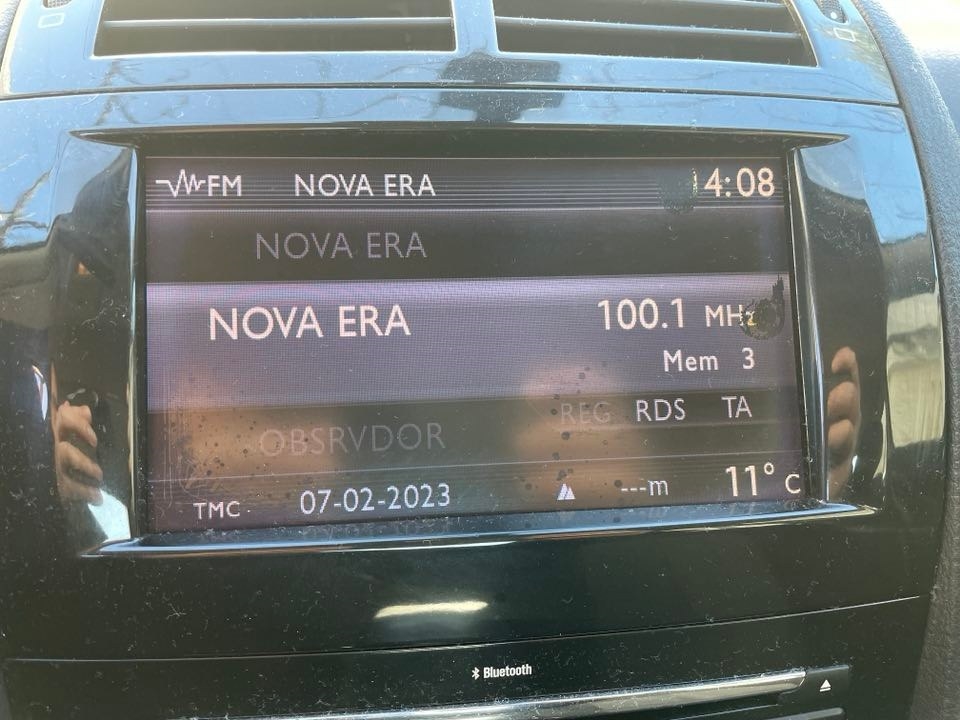 FM NOVA ERA 14:08
NOVA ERA
NOVA ERA 100.1 MHz
Mem 3
REG RDS TA
OBSRVDOR
TMC 07-02-2023 ---m 11° C
Bluetooth